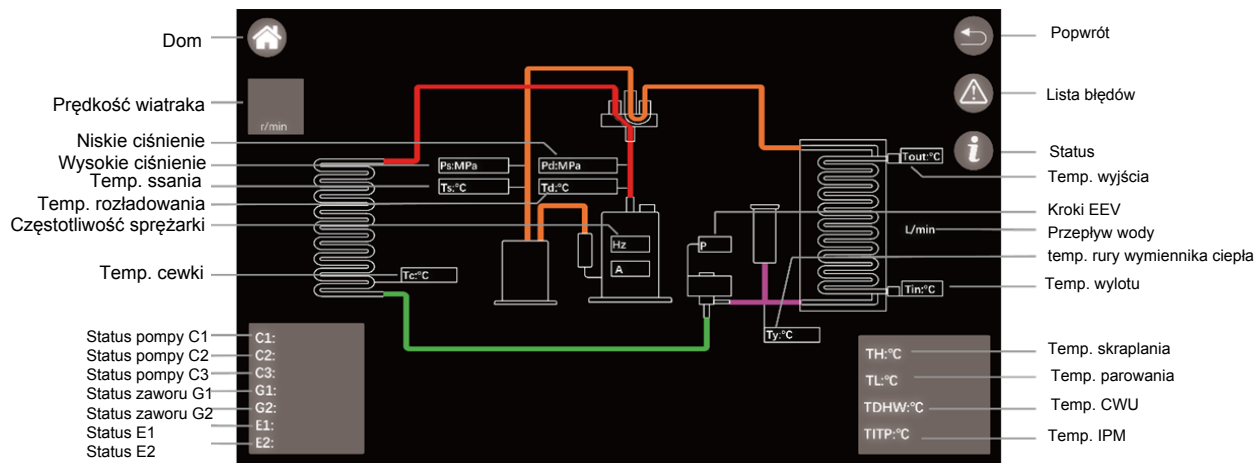 Dom
Prędkość wiatraka
r/min
Niskie ciśnienie
Wysokie ciśnienie
Temp. ssania
Temp. rozładowania
Częstotliwość sprężarki
Temp. cewki
Status pompy C1
Status pompy C2
Status pompy C3
Status zaworu G1
Status zaworu G2
Status E1
Status E2
Ps:MPa
Pd:MPa
Ts:°C
Td:°C
Hz
A
P
Tc:°C
Ty:°C
Tout:°C
L/min
Tin:°C
C1:
C2:
C3:
G1:
G2:
E1:
E2:
TH:°C
TL:°C
TDHW:°C
TITP:°C
i
Popwrót
Lista błędów
Status
Temp. wyjścia
Kroki EEV
Przepływ wody
temp. rury wymiennika ciepła
Temp. wylotu
Temp. skraplania
Temp. parowania
Temp. CWU
Temp. IPM